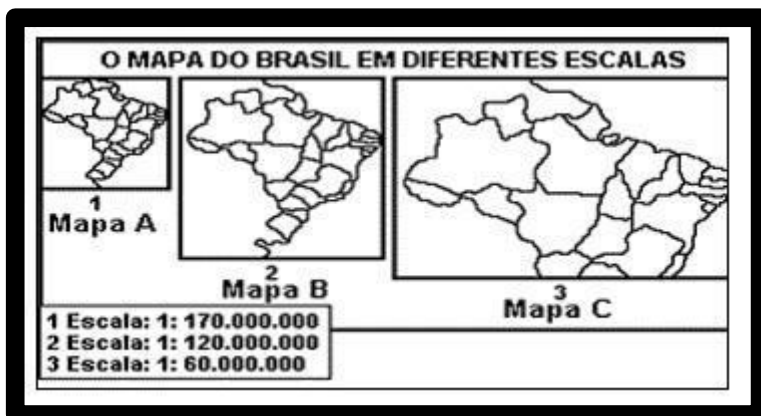 O MAPA DO BRASIL EM DIFERENTES ESCALAS
1
Mapa A
2
Mapa B
3
Mapa C
1 Escala: 1: 170.000.000
2 Escala: 1: 120.000.000
3 Escala: 1: 60.000.000